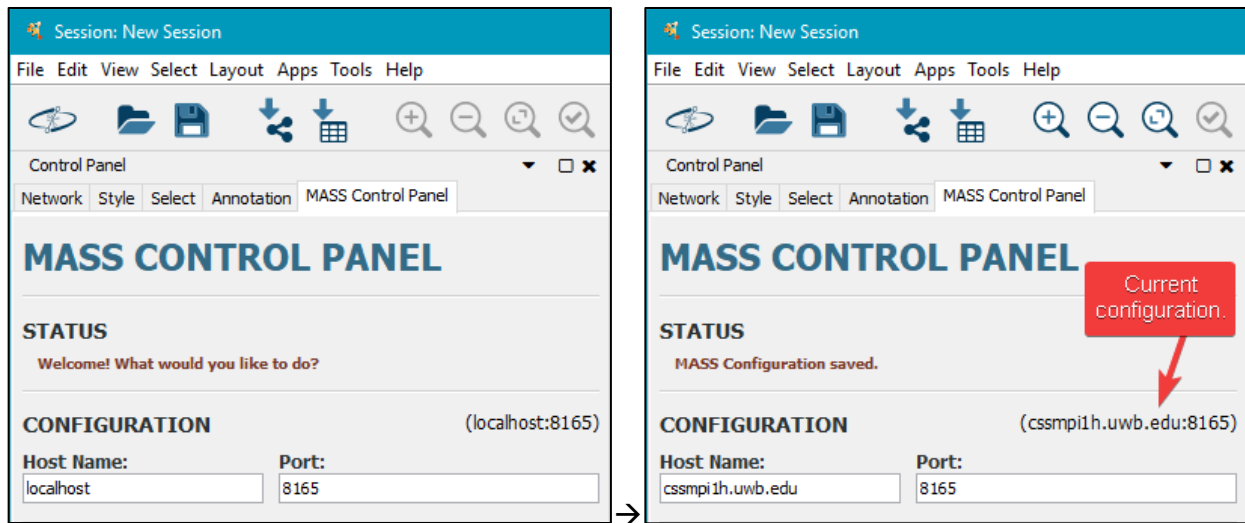 Session: New Session
File Edit View Select Layout Apps Tools Help
Control Panel
Network Style Select Annotation MASS Control Panel
MASS CONTROL PANEL
STATUS
Welcome! What would you like to do?
CONFIGURATION (localhost:8165)
Host Name: Port:
localhost 8165
→
Session: New Session
File Edit View Select Layout Apps Tools Help
Control Panel
Network Style Select Annotation MASS Control Panel
MASS CONTROL PANEL
Current
configuration.
STATUS
MASS Configuration saved.
CONFIGURATION (cssmpi1h.uwb.edu:8165)
Host Name: Port:
cssmpi1h.uwb.edu 8165